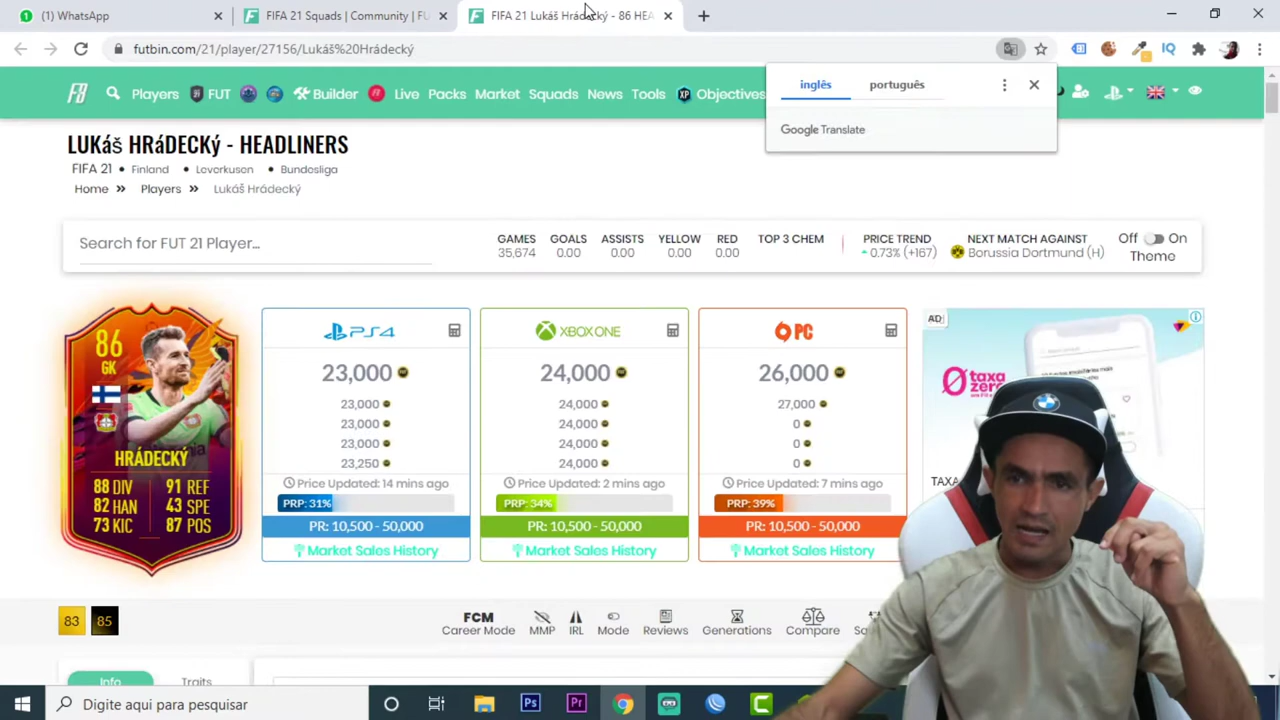 (1) WhatsApp
FIFA 21 Squads | Community | FU
FIFA 21 Lukáš Hrádecký - 86 HEA
futbin.com/21/player/27156/Lukáš%20Hrádecký
IQ
inglês português
Google Translate
F8 Players FUT Builder Live Packs Market Squads News Tools XP Objectives
LUKáš HRáDECKý - HEADLINERS
FIFA 21 • Finland • Leverkusen • Bundesliga
Home » Players » Lukáš Hrádecký
Search for FUT 21 Player...
GAMES GOALS ASSISTS YELLOW RED TOP 3 CHEM PRICE TREND NEXT MATCH AGAINST Off On
35,674 0.00 0.00 0.00 0.00 0.73% (+167) Borussia Dortmund (H) Theme
86
GK
HRÁDECKÝ
88 DIV 91 REF
82 HAN 43 SPE
73 KIC 87 POS
PS4
23,000
23,000
23,000
23,000
23,250
Price Updated: 14 mins ago
PRP: 31%
PR: 10,500 - 50,000
Market Sales History
XBOX ONE
24,000
24,000
24,000
24,000
24,000
Price Updated: 2 mins ago
PRP: 34%
PR: 10,500 - 50,000
Market Sales History
PC
26,000
27,000
0
0
0
Price Updated: 7 mins ago
PRP: 39%
PR: 10,500 - 50,000
Market Sales History
AD
taxa
zero
TAXA
83 85
FCM
Career Mode MMP IRL Mode Reviews Generations Compare
Info Traits
Digite aqui para pesquisar
Ps Pr